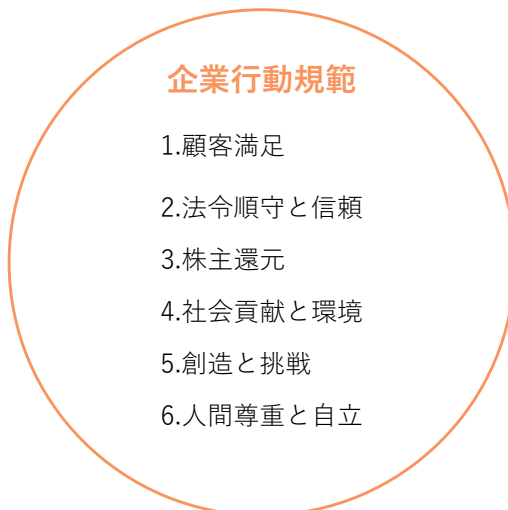 企業行動規範
1.顧客満足
2.法令順守と信頼
3.株主還元
4.社会貢献と環境
5.創造と挑戦
6.人間尊重と自立